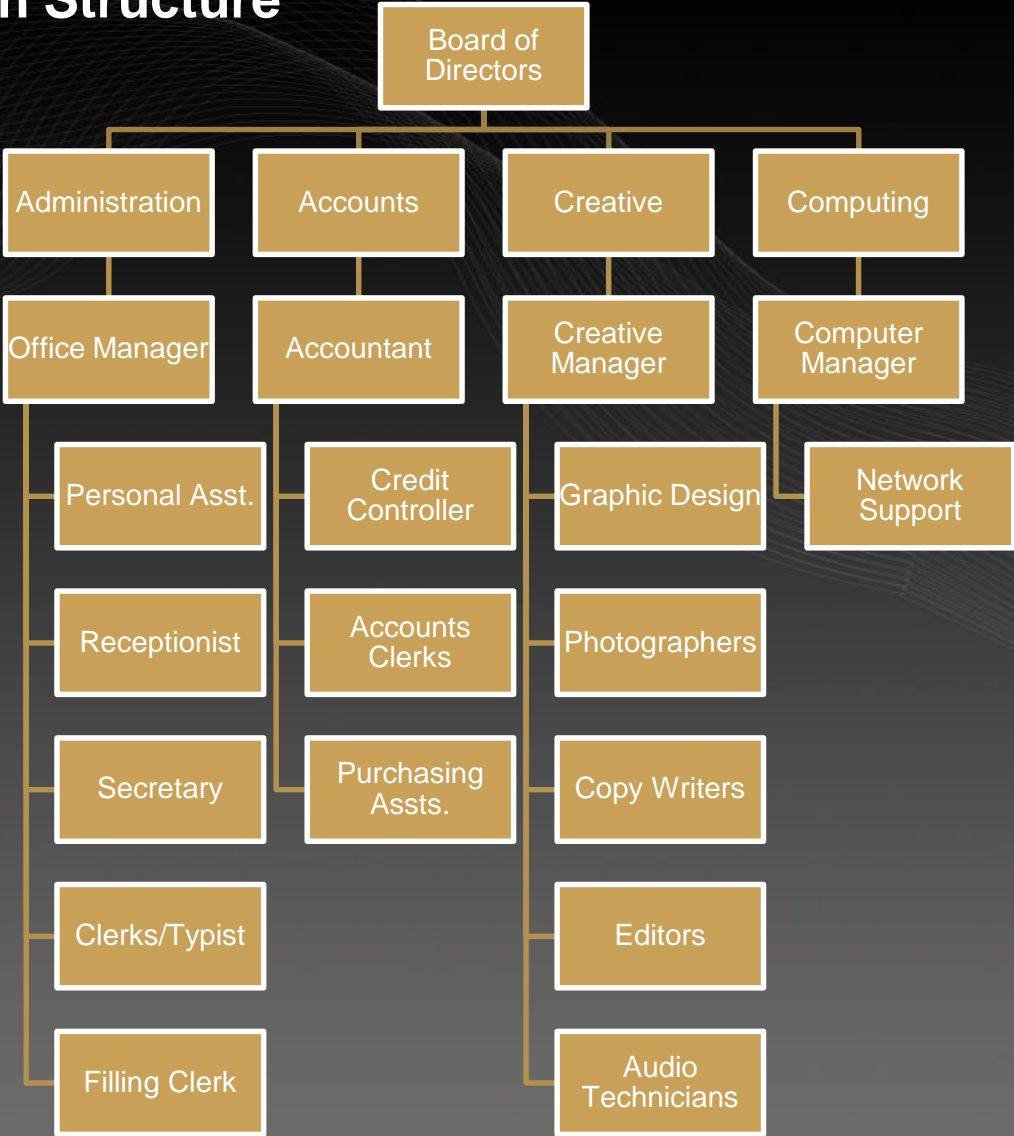 n Structure
Board of
Directors
Administration
Accounts
Creative
Computing
Office Manager
Accountant
Creative
Manager
Computer
Manager
Personal Asst.
Credit
Controller
Graphic Design
Network
Support
Receptionist
Accounts
Clerks
Photographers
Secretary
Purchasing
Assts.
Copy Writers
Clerks/Typist
Editors
Filling Clerk
Audio
Technicians